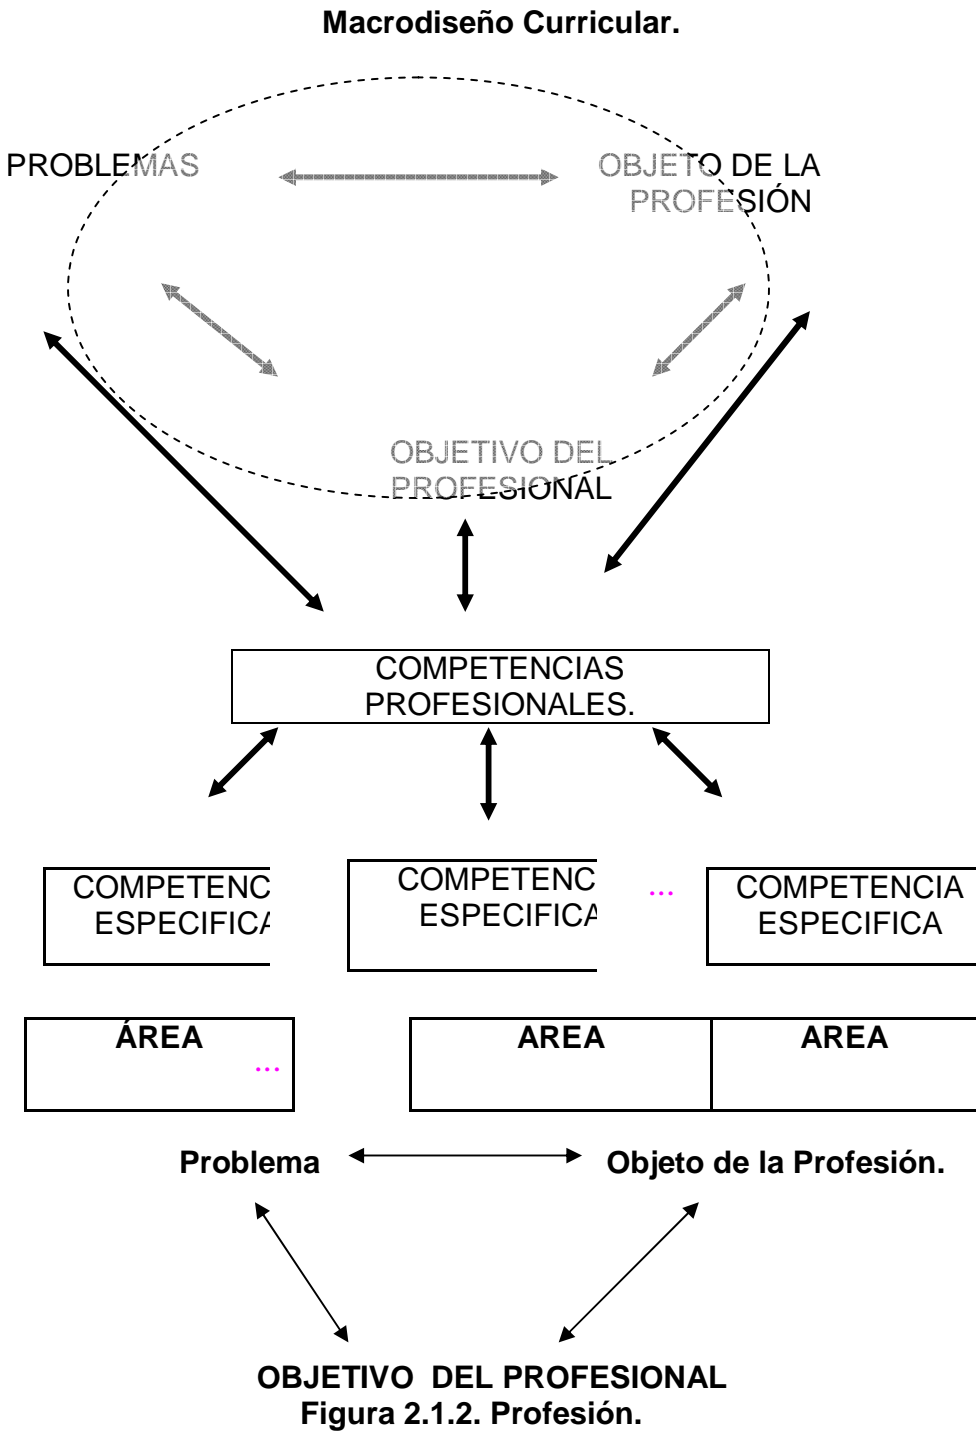 Macrodiseño Curricular.
PROBLEMAS
OBJETO DE LA
PROFESIÓN
OBJETIVO DEL
PROFESIONAL
COMPETENCIAS
PROFESIONALES.
COMPETENC
ESPECIFICA
COMPETENC
ESPECIFICA
...
COMPETENCIA
ESPECIFICA
ÁREA
...
AREA
AREA
Problema
Objeto de la Profesión.
OBJETIVO DEL PROFESIONAL
Figura 2.1.2. Profesión.